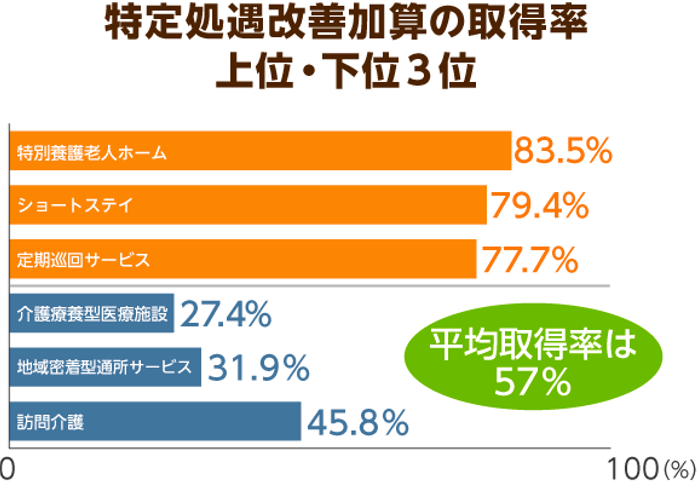 特定処遇改善加算の取得率
上位・下位3位
特別養護老人ホーム 83.5%
ショートステイ 79.4%
定期巡回サービス 77.7%
介護療養型医療施設 27.4%
地域密着型通所サービス 31.9%
訪問介護 45.8%
平均取得率は
57%
0 100(%)